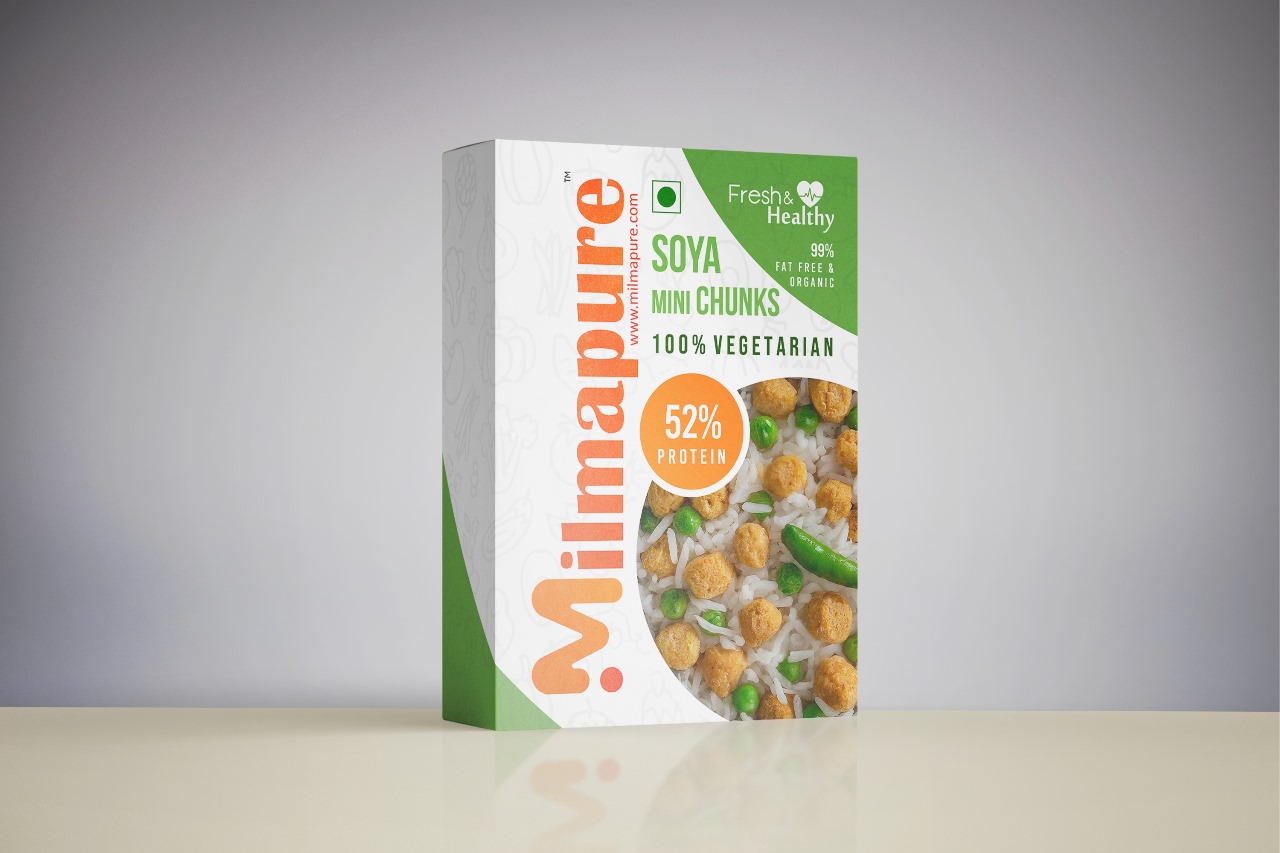 Milmapure
TM
www.milmapure.com
Fresh &
Healthy
99%
FAT FREE &
ORGANIC
SOYA
MINI CHUNKS
100% VEGETARIAN
52%
PROTEIN